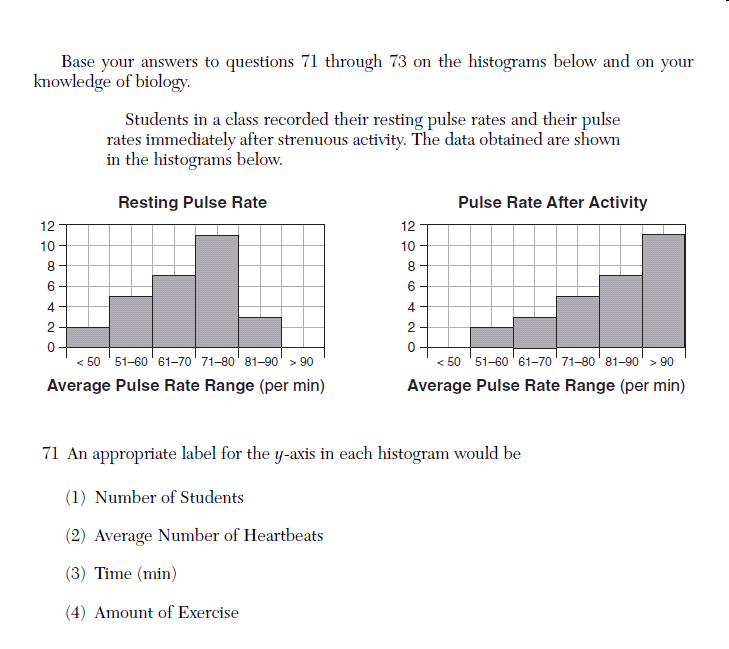 Base your answers to questions 71 through 73 on the histograms below and on your
knowledge of biology.
Students in a class recorded their resting pulse rates and their pulse
rates immediately after strenuous activity. The data obtained are shown
in the histograms below.
Resting Pulse Rate
12
10
8
6
4
2
0
< 50 51–60 61–70 71–80 81–90 > 90
Average Pulse Rate Range (per min)
Pulse Rate After Activity
12
10
8
6
4
2
0
< 50 51–60 61–70 71–80 81–90 > 90
Average Pulse Rate Range (per min)
71 An appropriate label for the y-axis in each histogram would be
(1) Number of Students
(2) Average Number of Heartbeats
(3) Time (min)
(4) Amount of Exercise